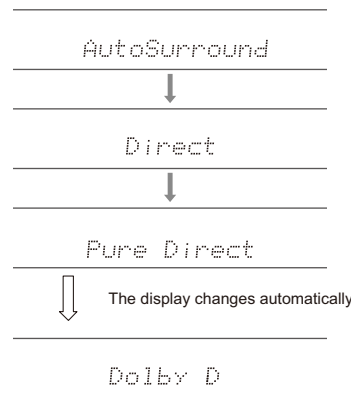 AutoSurround
Direct
Pure Direct
The display changes automatically
Dolby D